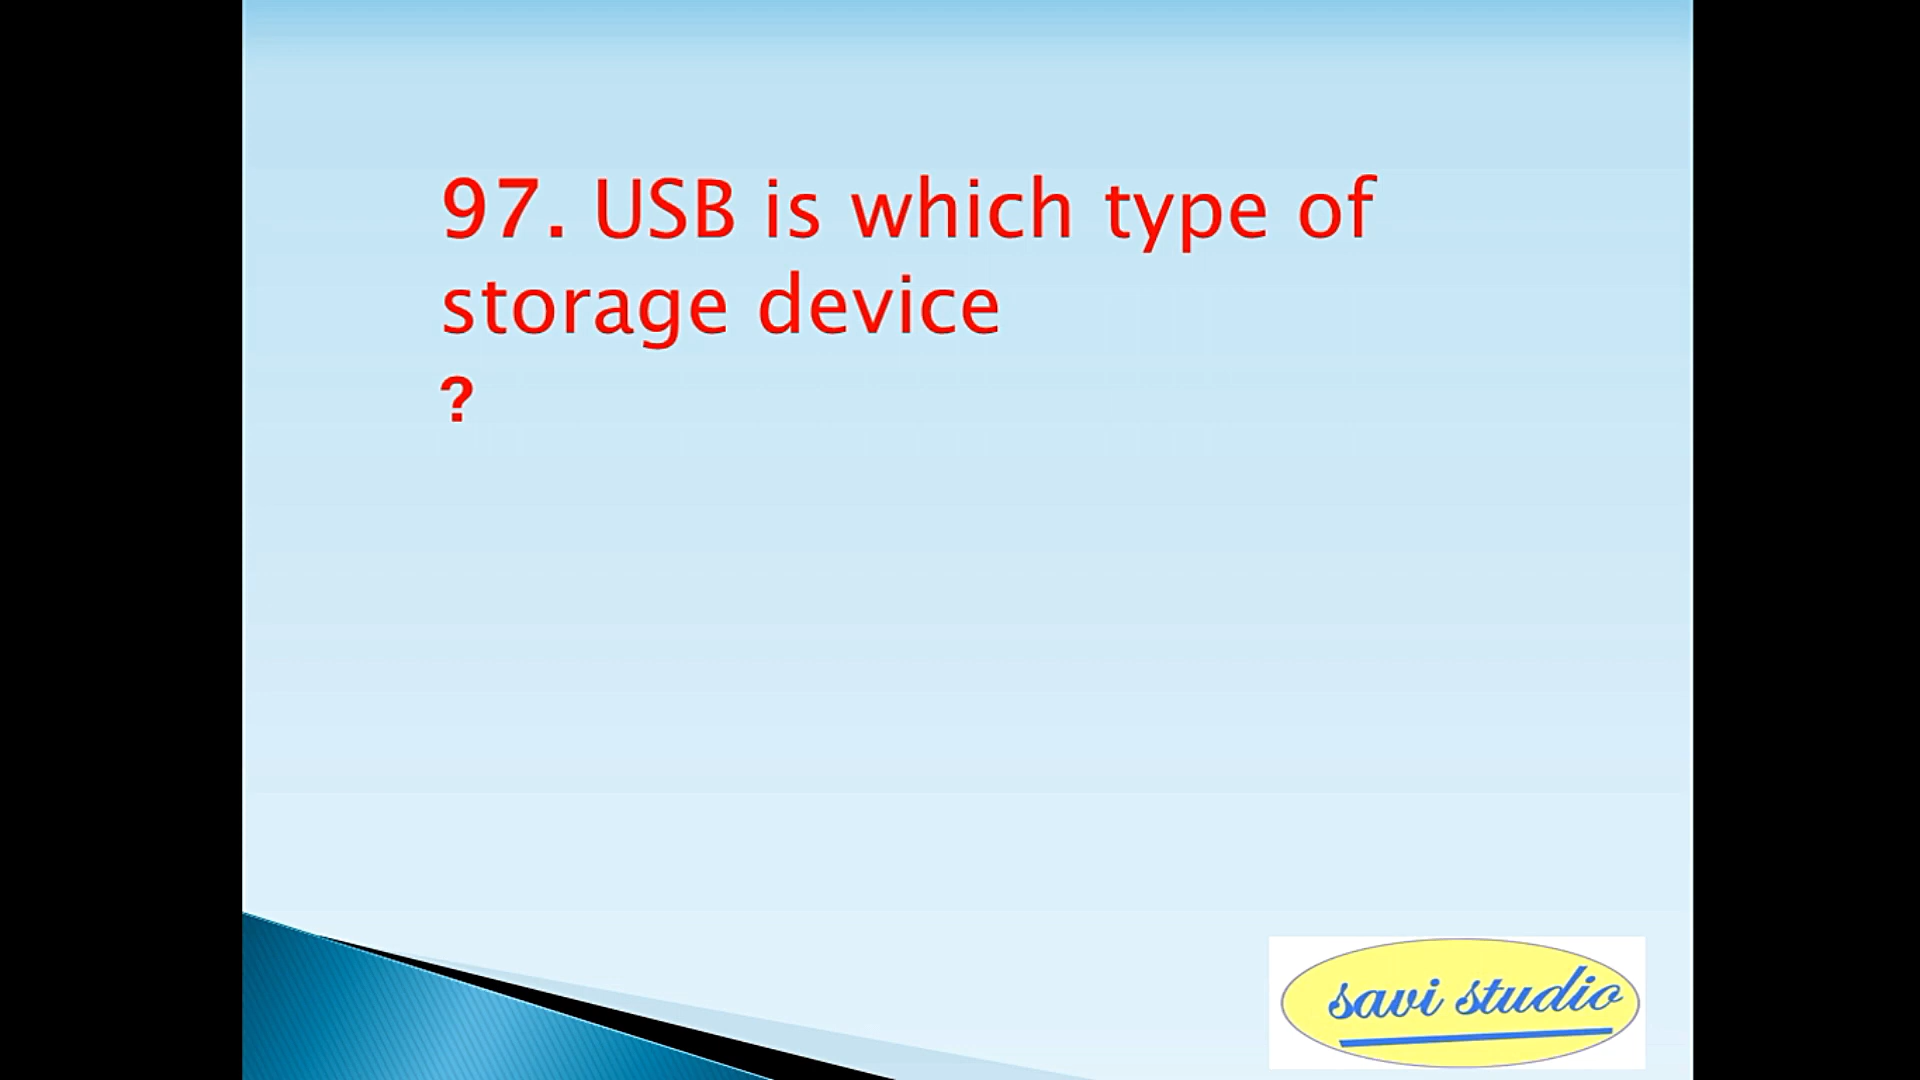 97. USB is which type of
storage device
?
savi studio